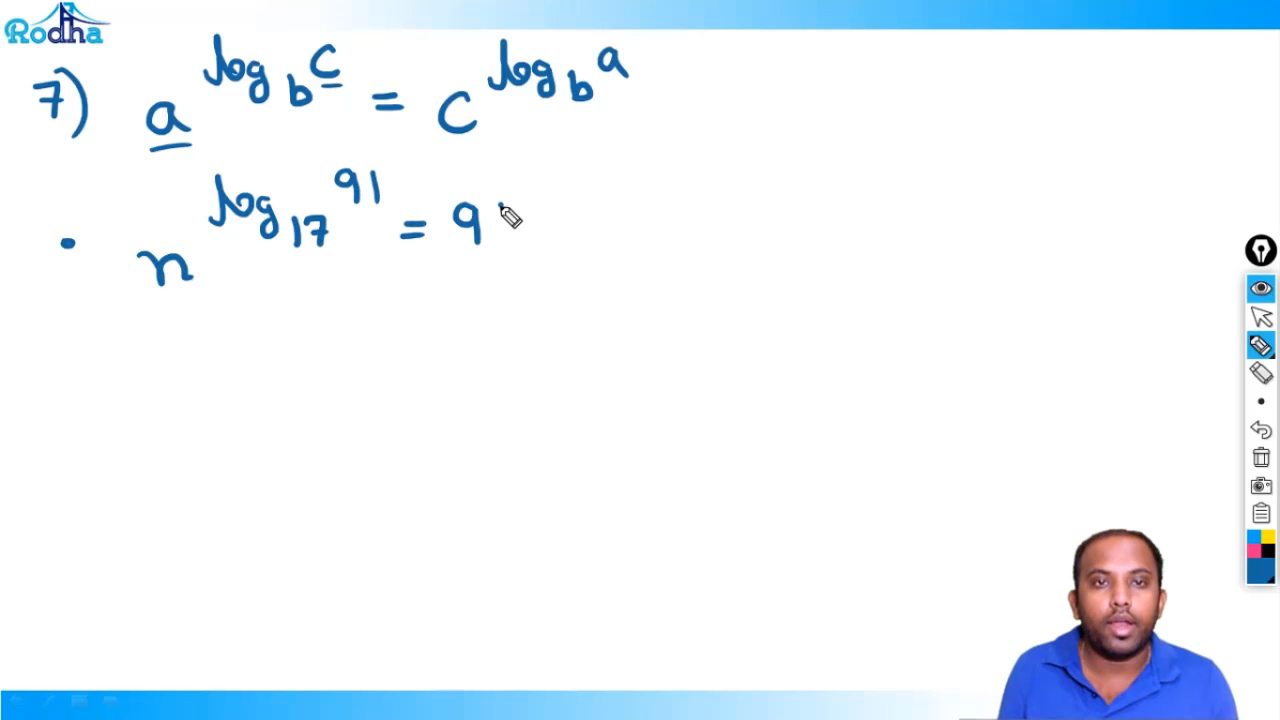 Rodha
7) a^log_b c = c^log_b a
• n^log_17 91 = 9